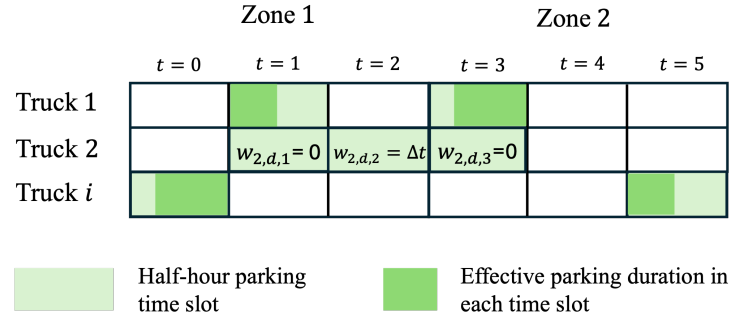 Zone 1 Zone 2
t = 0 t = 1 t = 2 t = 3 t = 4 t = 5
Truck 1
Truck 2 w₂,d,₁= 0 w₂,d,₂ = Δt w₂,d,₃=0
Truck i
Half-hour parking
time slot
Effective parking duration in
each time slot